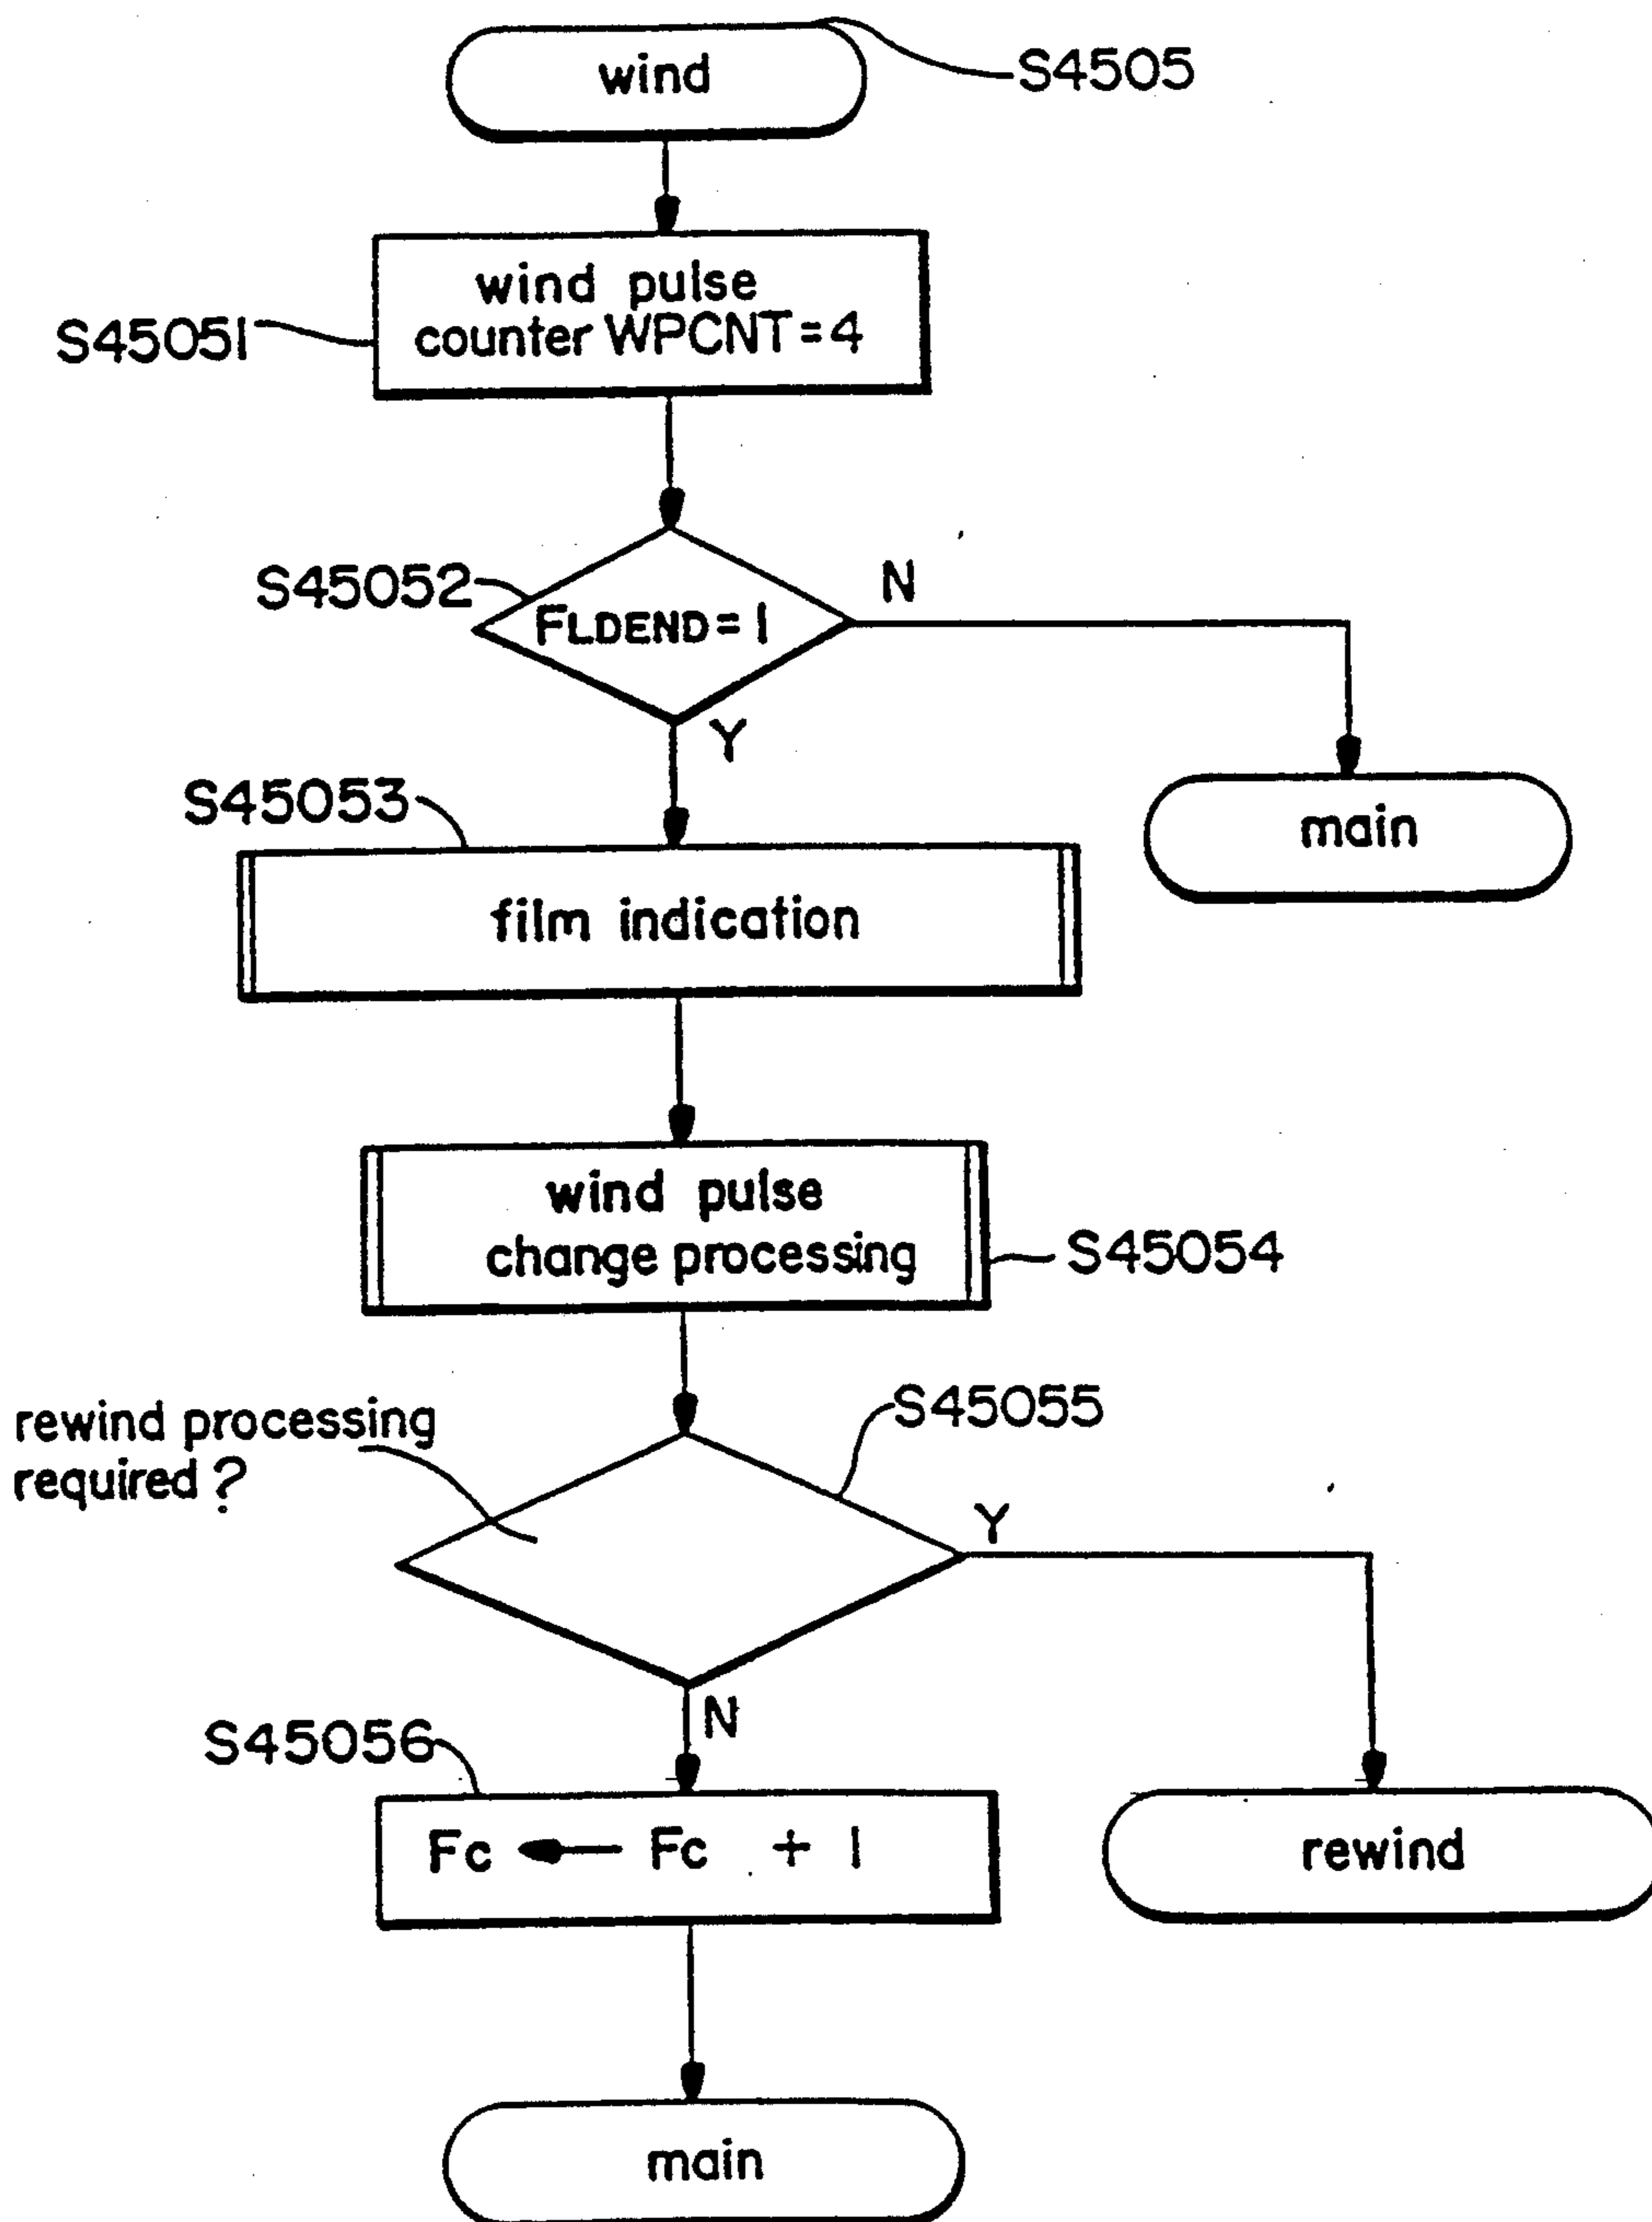 wind
S4505
wind pulse
counter WPCNT = 4
S45051
S45052
FLDEND = 1
N
Y
main
S45053
film indication
wind pulse
change processing
S45054
rewind processing
required ?
S45055
Y
N
S45056
Fc ← Fc + 1
rewind
main